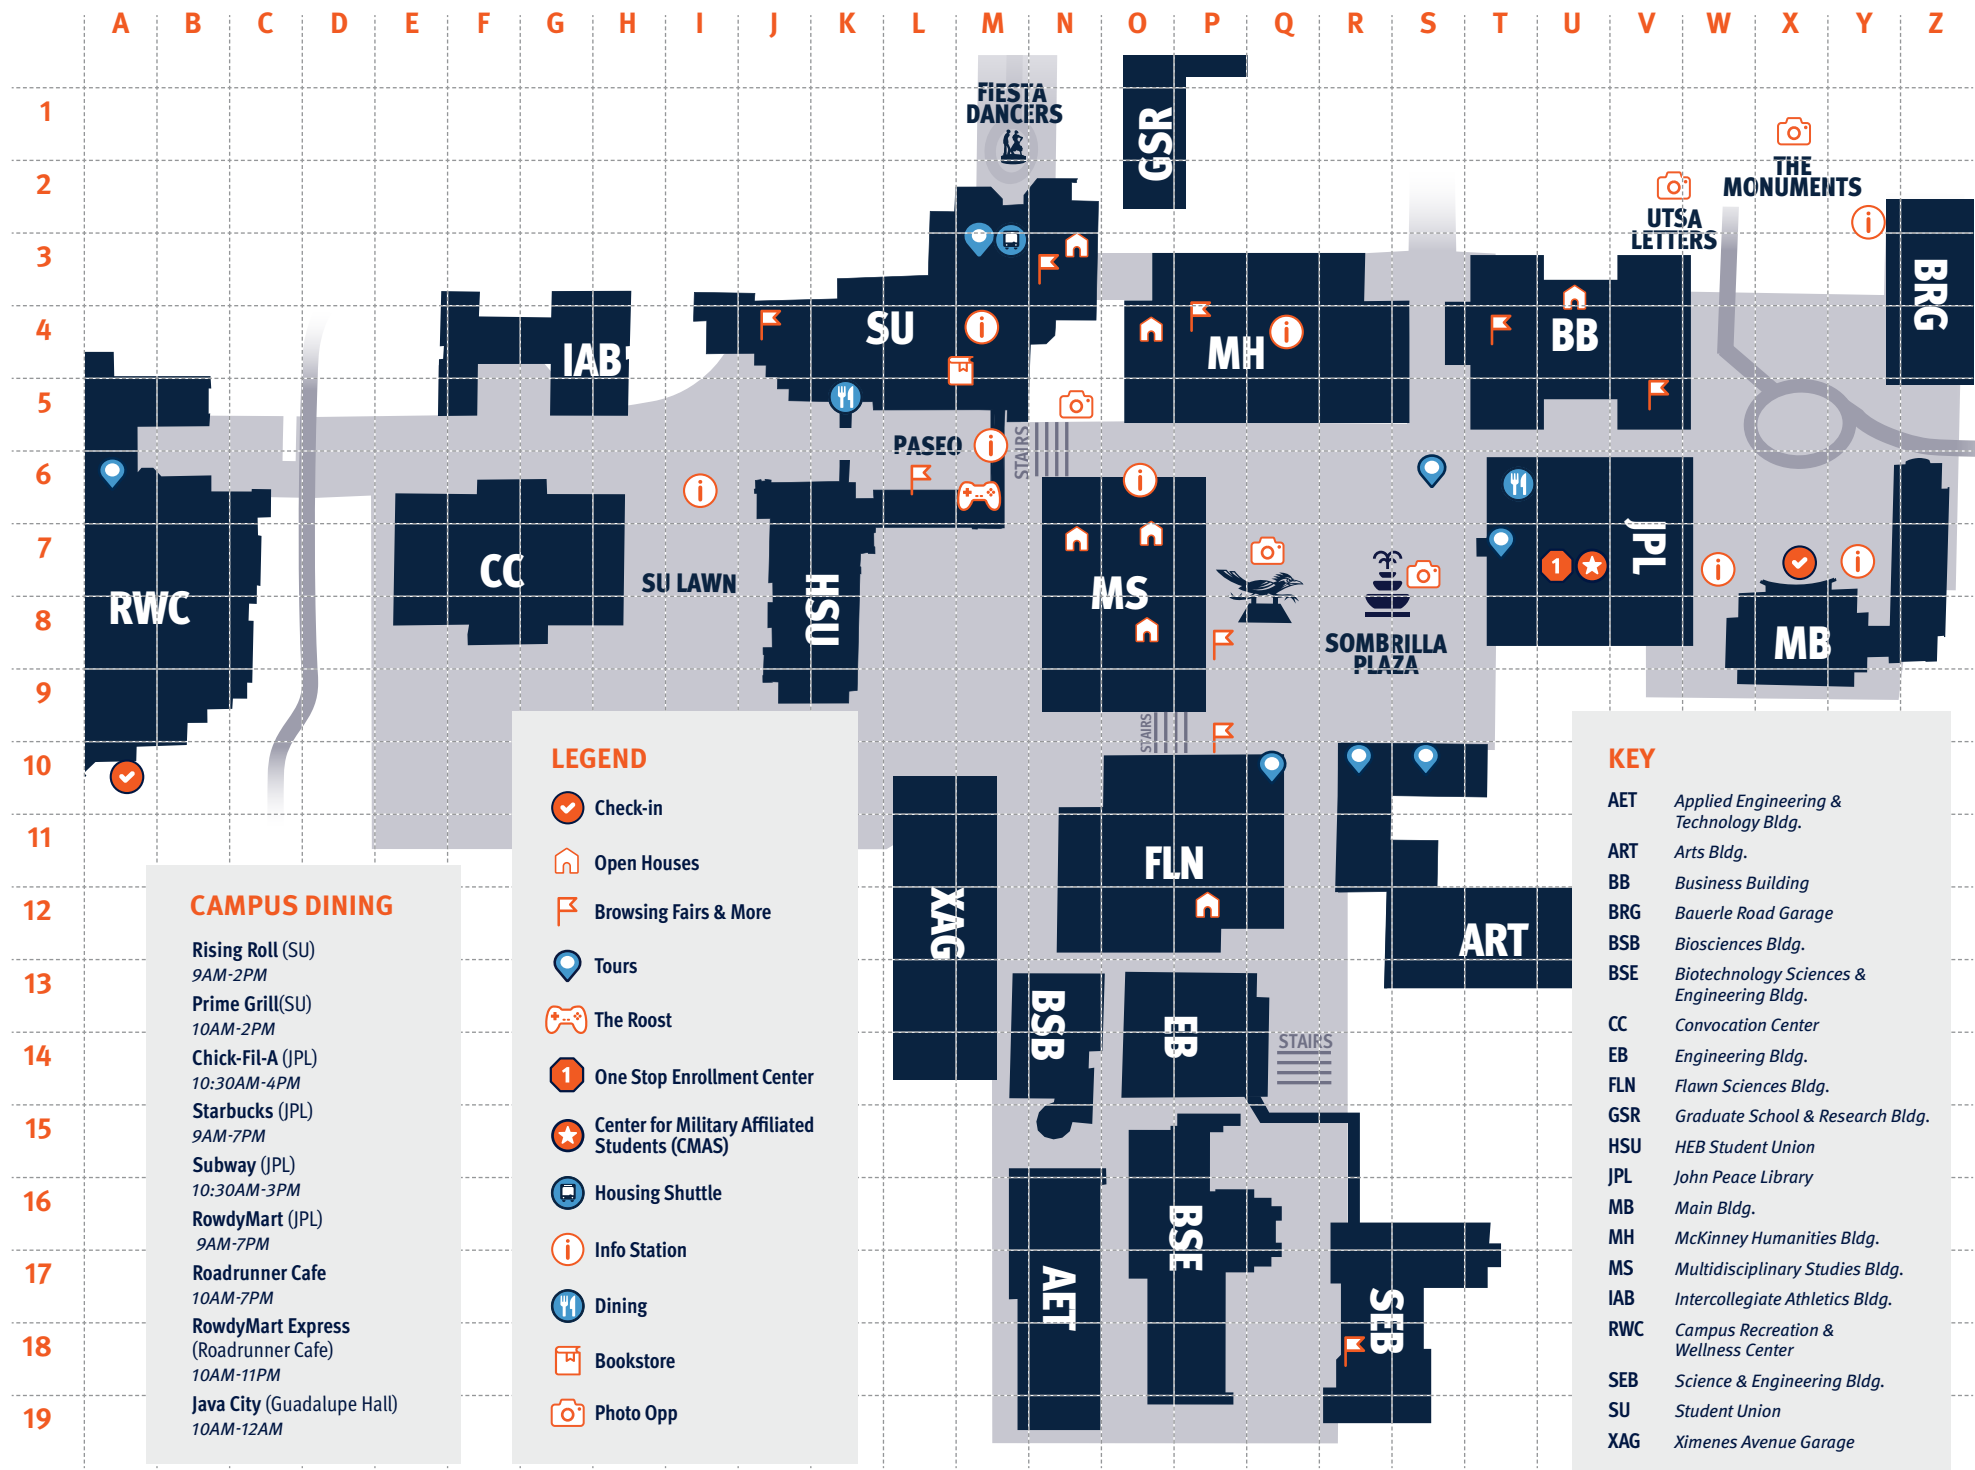 A B C D E F G H I J K L M N O P Q R S T U V W X Y Z
1
2
3
4
5
6
7
8
9
10
11
12
13
14
15
16
17
18
19
FIESTA
DANCERS
GSR
THE
MONUMENTS
UTSA
LETTERS
BRG
SU
IAB
MH
BB
PASEO
STAIRS
CC
SU LAWN
HSU
MS
JPL
1
RWC
SOMBRILLA
PLAZA
MB
STAIRS
FLN
XAG
ART
BSB
EB
STAIRS
BSE
AET
SEB
CAMPUS DINING
Rising Roll (SU)
9AM-2PM
Prime Grill(SU)
10AM-2PM
Chick-Fil-A (JPL)
10:30AM-4PM
Starbucks (JPL)
9AM-7PM
Subway (JPL)
10:30AM-3PM
RowdyMart (JPL)
9AM-7PM
Roadrunner Cafe
10AM-7PM
RowdyMart Express
(Roadrunner Cafe)
10AM-11PM
Java City (Guadalupe Hall)
10AM-12AM
LEGEND
Check-in
Open Houses
Browsing Fairs & More
Tours
The Roost
1 One Stop Enrollment Center
Center for Military Affiliated
Students (CMAS)
Housing Shuttle
i Info Station
Dining
Bookstore
Photo Opp
KEY
AET Applied Engineering &
Technology Bldg.
ART Arts Bldg.
BB Business Building
BRG Bauerle Road Garage
BSB Biosciences Bldg.
BSE Biotechnology Sciences &
Engineering Bldg.
CC Convocation Center
EB Engineering Bldg.
FLN Flawn Sciences Bldg.
GSR Graduate School & Research Bldg.
HSU HEB Student Union
JPL John Peace Library
MB Main Bldg.
MH McKinney Humanities Bldg.
MS Multidisciplinary Studies Bldg.
IAB Intercollegiate Athletics Bldg.
RWC Campus Recreation &
Wellness Center
SEB Science & Engineering Bldg.
SU Student Union
XAG Ximenes Avenue Garage